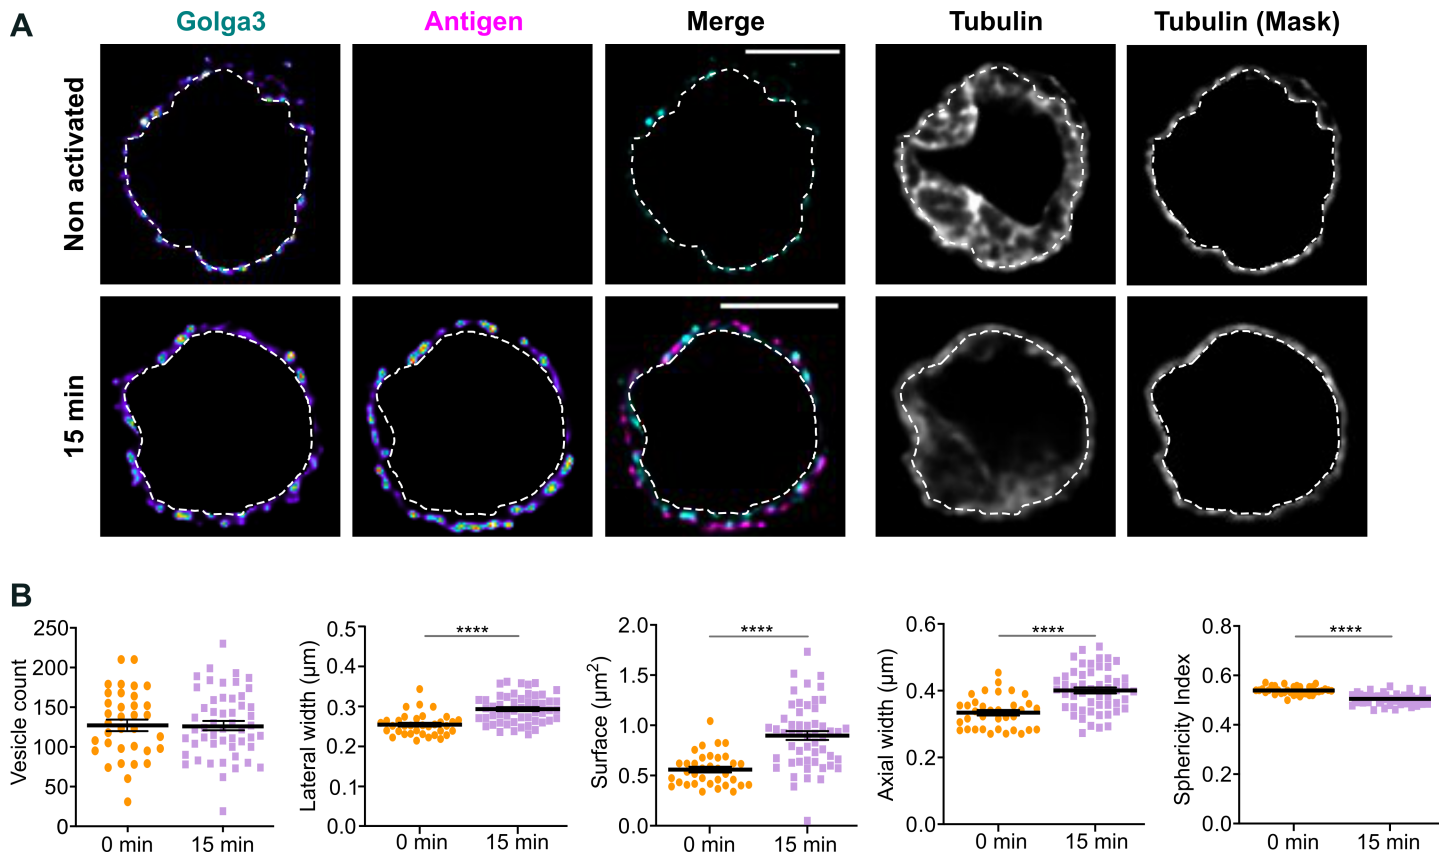 A
Golga3
Antigen
Merge
Tubulin
Tubulin (Mask)
Non activated
15 min
B
Vesicle count
250
200
150
100
50
0
0 min
15 min
Lateral width (µm)
0.5
0.4
0.3
0.2
0.1
0.0
****
0 min
15 min
Surface (µm²)
2.0
1.5
1.0
0.5
0.0
****
0 min
15 min
Axial width (µm)
0.6
0.4
0.2
0.0
****
0 min
15 min
Sphericity Index
0.8
0.6
0.4
0.2
0.0
****
0 min
15 min